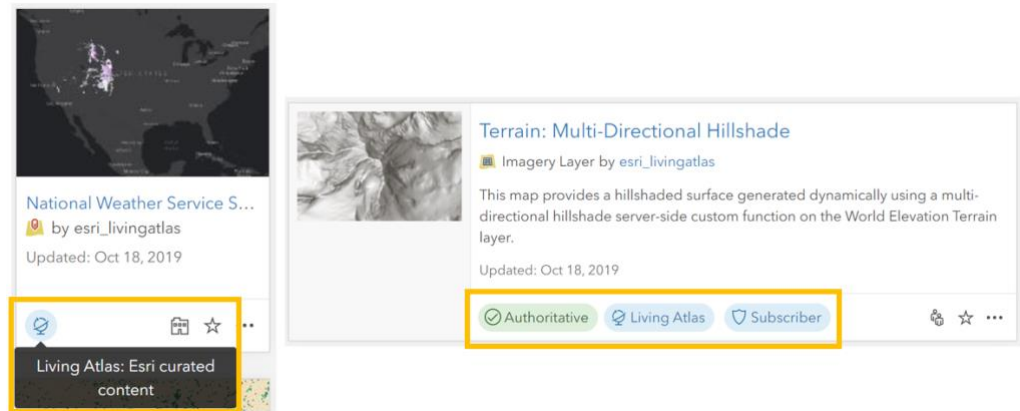 National Weather Service S...
by esri_livingatlas
Updated: Oct 18, 2019
Living Atlas: Esri curated
content
Terrain: Multi-Directional Hillshade
Imagery Layer by esri_livingatlas
This map provides a hillshaded surface generated dynamically using a multi-
directional hillshade server-side custom function on the World Elevation Terrain
layer.
Updated: Oct 18, 2019
Authoritative Living Atlas Subscriber